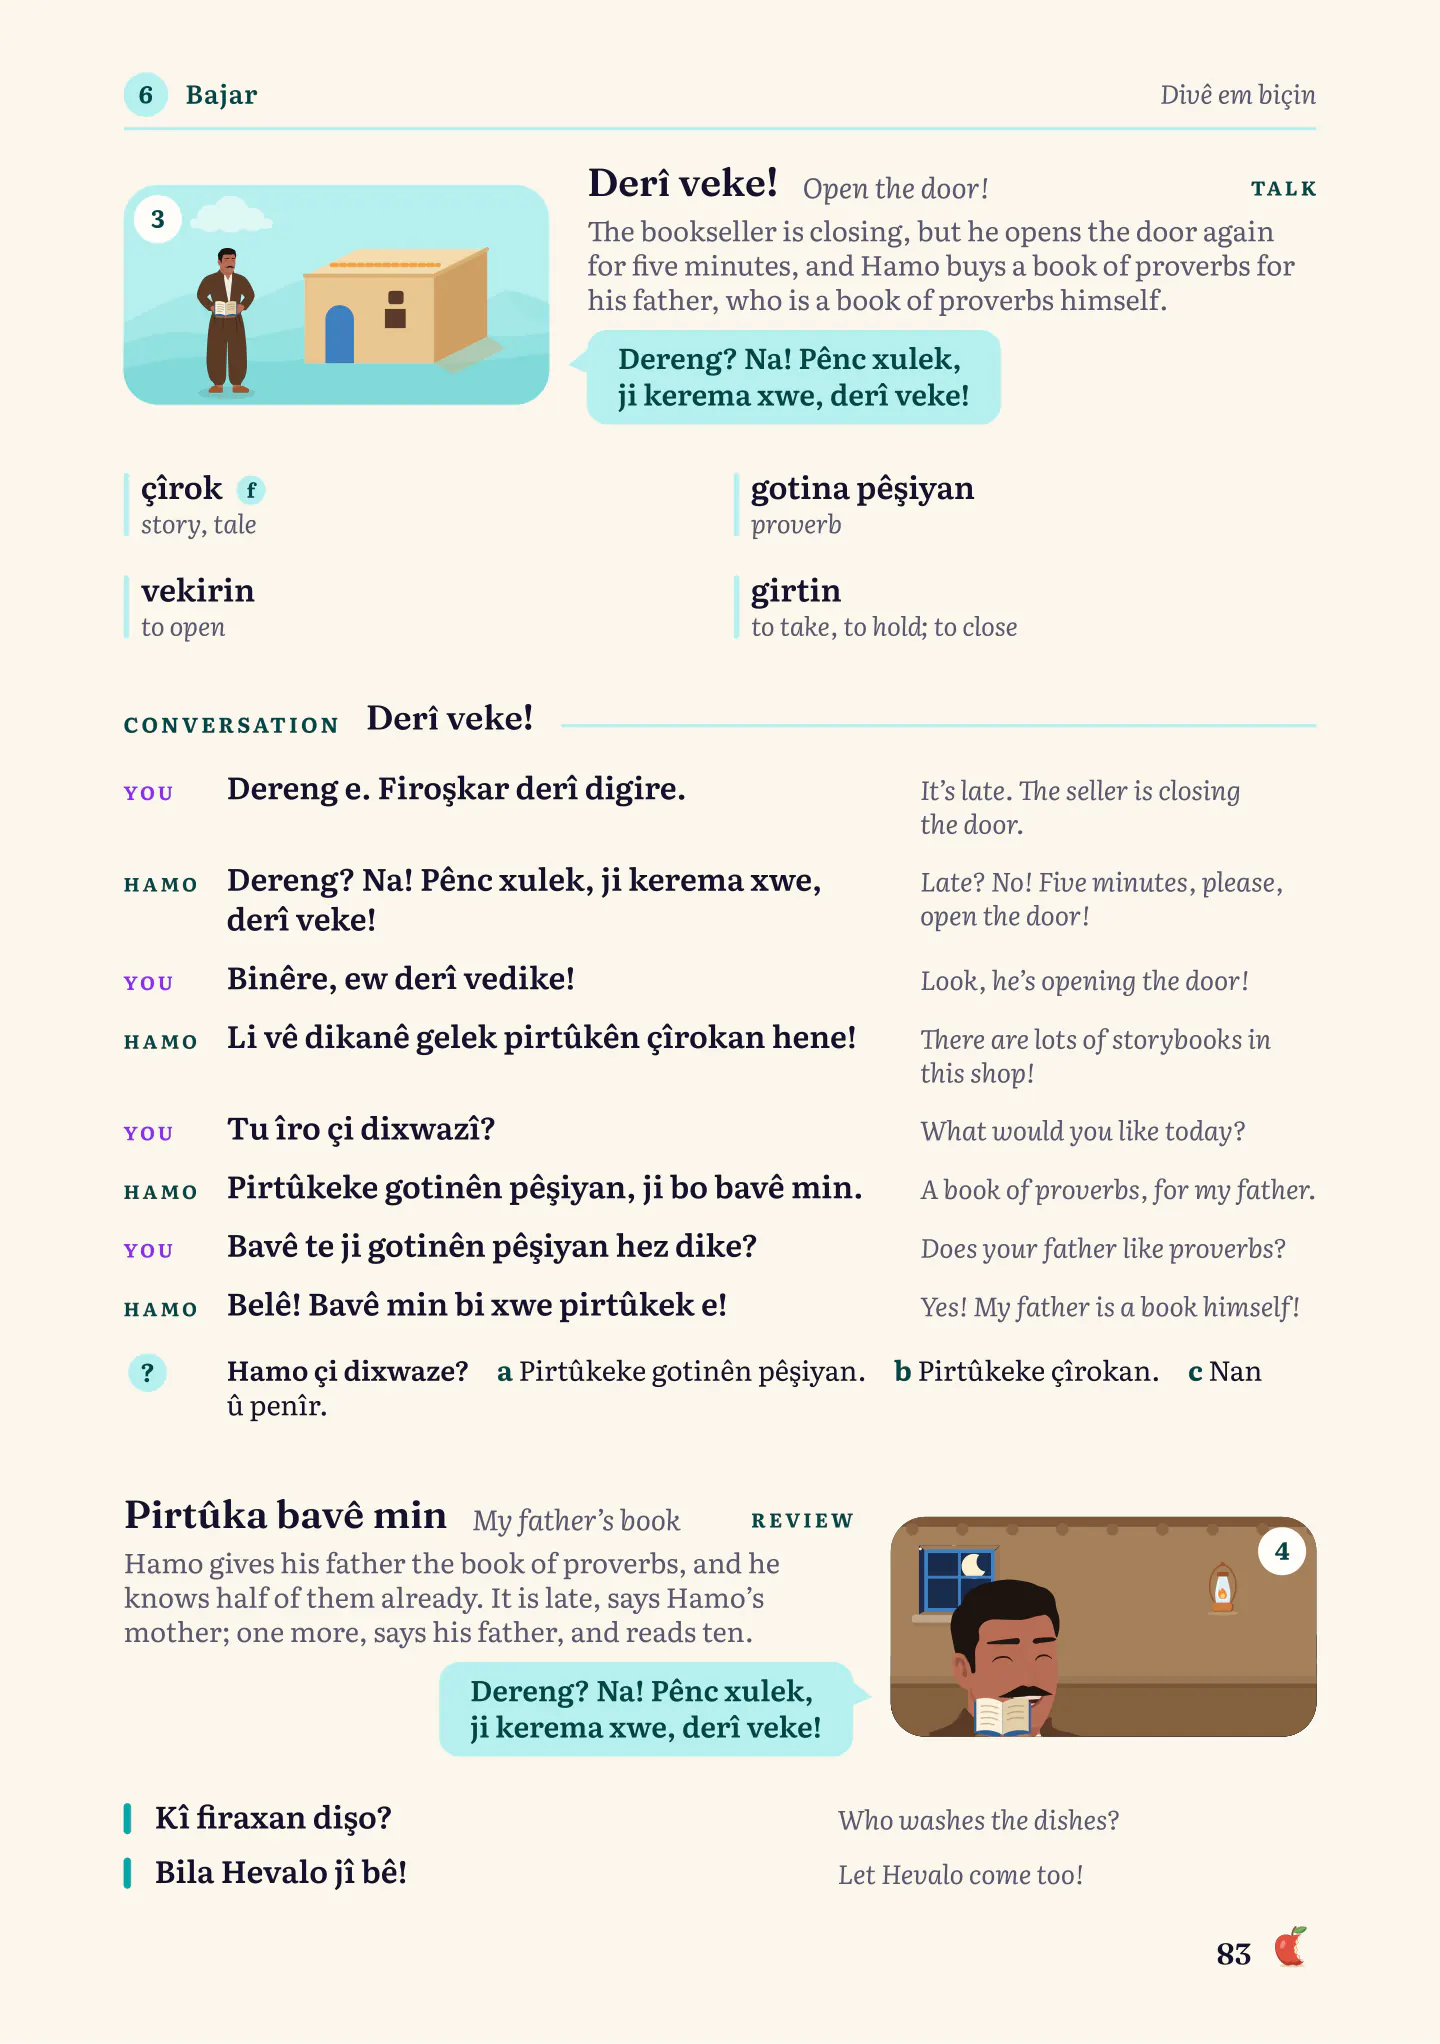 6 Bajar
Divê em biçin
3
Derî veke! Open the door! TALK
The bookseller is closing, but he opens the door again
for five minutes, and Hamo buys a book of proverbs for
his father, who is a book of proverbs himself.
Dereng? Na! Pênc xulek,
ji kerema xwe, derî veke!
çîrok f
story, tale
gotina pêşiyan
proverb
vekirin
to open
girtin
to take, to hold; to close
CONVERSATION Derî veke!
YOU Dereng e. Firoşkar derî digire.
It’s late. The seller is closing
the door.
HAMO Dereng? Na! Pênc xulek, ji kerema xwe,
derî veke!
Late? No! Five minutes, please,
open the door!
YOU Binêre, ew derî vedike!
Look, he’s opening the door!
HAMO Li vê dikanê gelek pirtûkên çîrokan hene!
There are lots of storybooks in
this shop!
YOU Tu îro çi dixwazî?
What would you like today?
HAMO Pirtûkeke gotinên pêşiyan, ji bo bavê min.
A book of proverbs, for my father.
YOU Bavê te ji gotinên pêşiyan hez dike?
Does your father like proverbs?
HAMO Belê! Bavê min bi xwe pirtûkek e!
Yes! My father is a book himself!
? Hamo çi dixwaze? a Pirtûkeke gotinên pêşiyan. b Pirtûkeke çîrokan. c Nan
û penîr.
Pirtûka bavê min My father’s book REVIEW
Hamo gives his father the book of proverbs, and he
knows half of them already. It is late, says Hamo’s
mother; one more, says his father, and reads ten.
Dereng? Na! Pênc xulek,
ji kerema xwe, derî veke!
4
Kî firaxan dişo?
Who washes the dishes?
Bila Hevalo jî bê!
Let Hevalo come too!
83